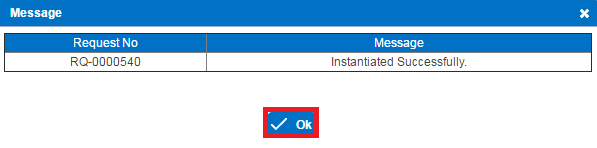 Message
Request No Message
RQ-0000540 Instantiated Successfully.
Ok